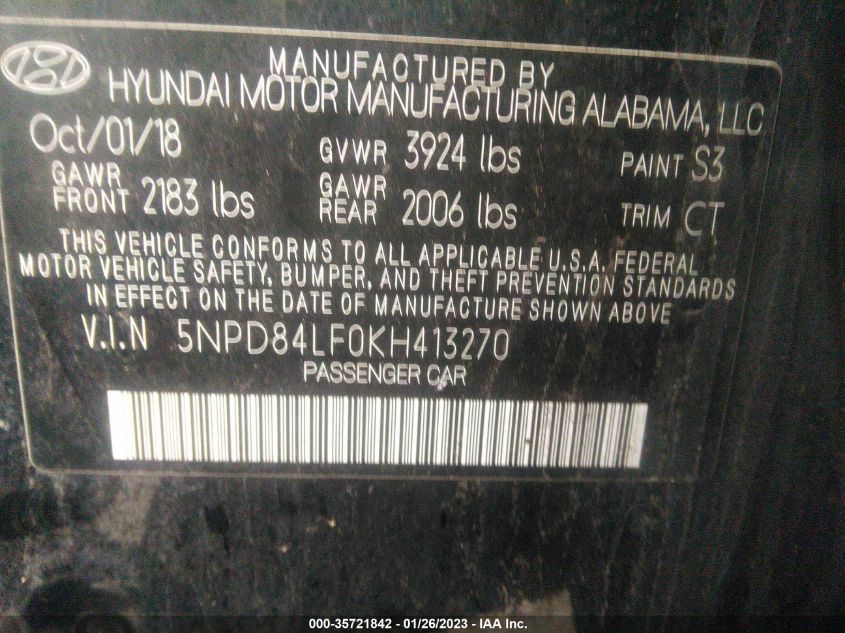 MANUFACTURED BY
HYUNDAI MOTOR MANUFACTURING ALABAMA, LLC
Oct/01/18 GVWR 3924 lbs PAINT S3
GAWR FRONT 2183 lbs GAWR REAR 2006 lbs TRIM CT
THIS VEHICLE CONFORMS TO ALL APPLICABLE U.S.A. FEDERAL
MOTOR VEHICLE SAFETY, BUMPER, AND THEFT PREVENTION STANDARDS
IN EFFECT ON THE DATE OF MANUFACTURE SHOWN ABOVE
V.I.N 5NPD84LF0KH413270
PASSENGER CAR
000-35721842 - 01/26/2023 - IAA Inc.